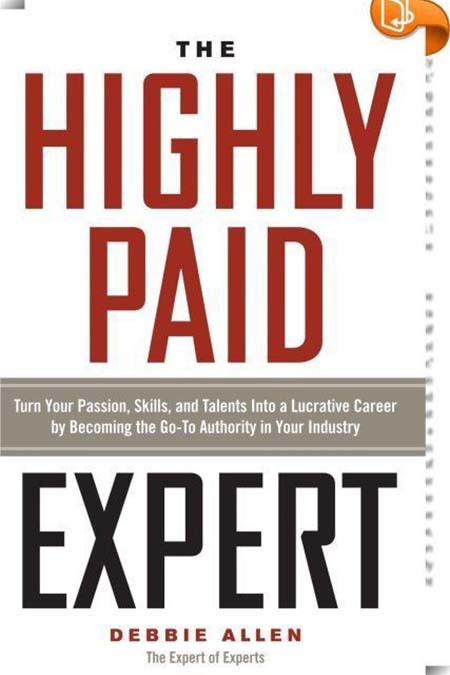 THE
HIGHLY
PAID
Turn Your Passion, Skills, and Talents Into a Lucrative Career
by Becoming the Go-To Authority in Your Industry
EXPERT
DEBBIE ALLEN
The Expert of Experts